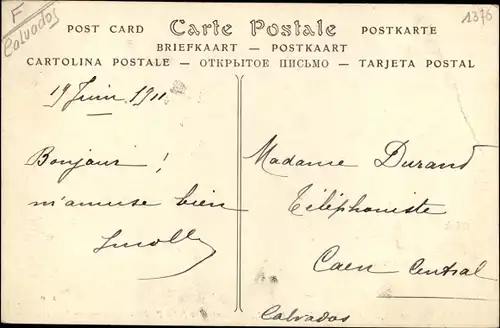 F
Calvados
1376
POST CARD Carte Postale POSTKARTE
BRIEFKAART — POSTKAART
CARTOLINA POSTALE — ОТКРЫТОЕ ПИСЬМО — TARJETA POSTAL
19 Juin 1911
Bonjour !
m'amuse bien
Madame Durand
Téléphoniste
Caen Central
Calvados